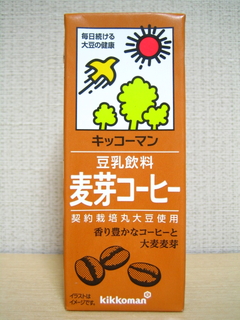 毎日続ける
大豆の健康
キッコーマン
豆乳飲料
麦芽コーヒー
契約栽培丸大豆使用
香り豊かなコーヒーと
大麦麦芽
イラストは
イメージです。
kikkoman